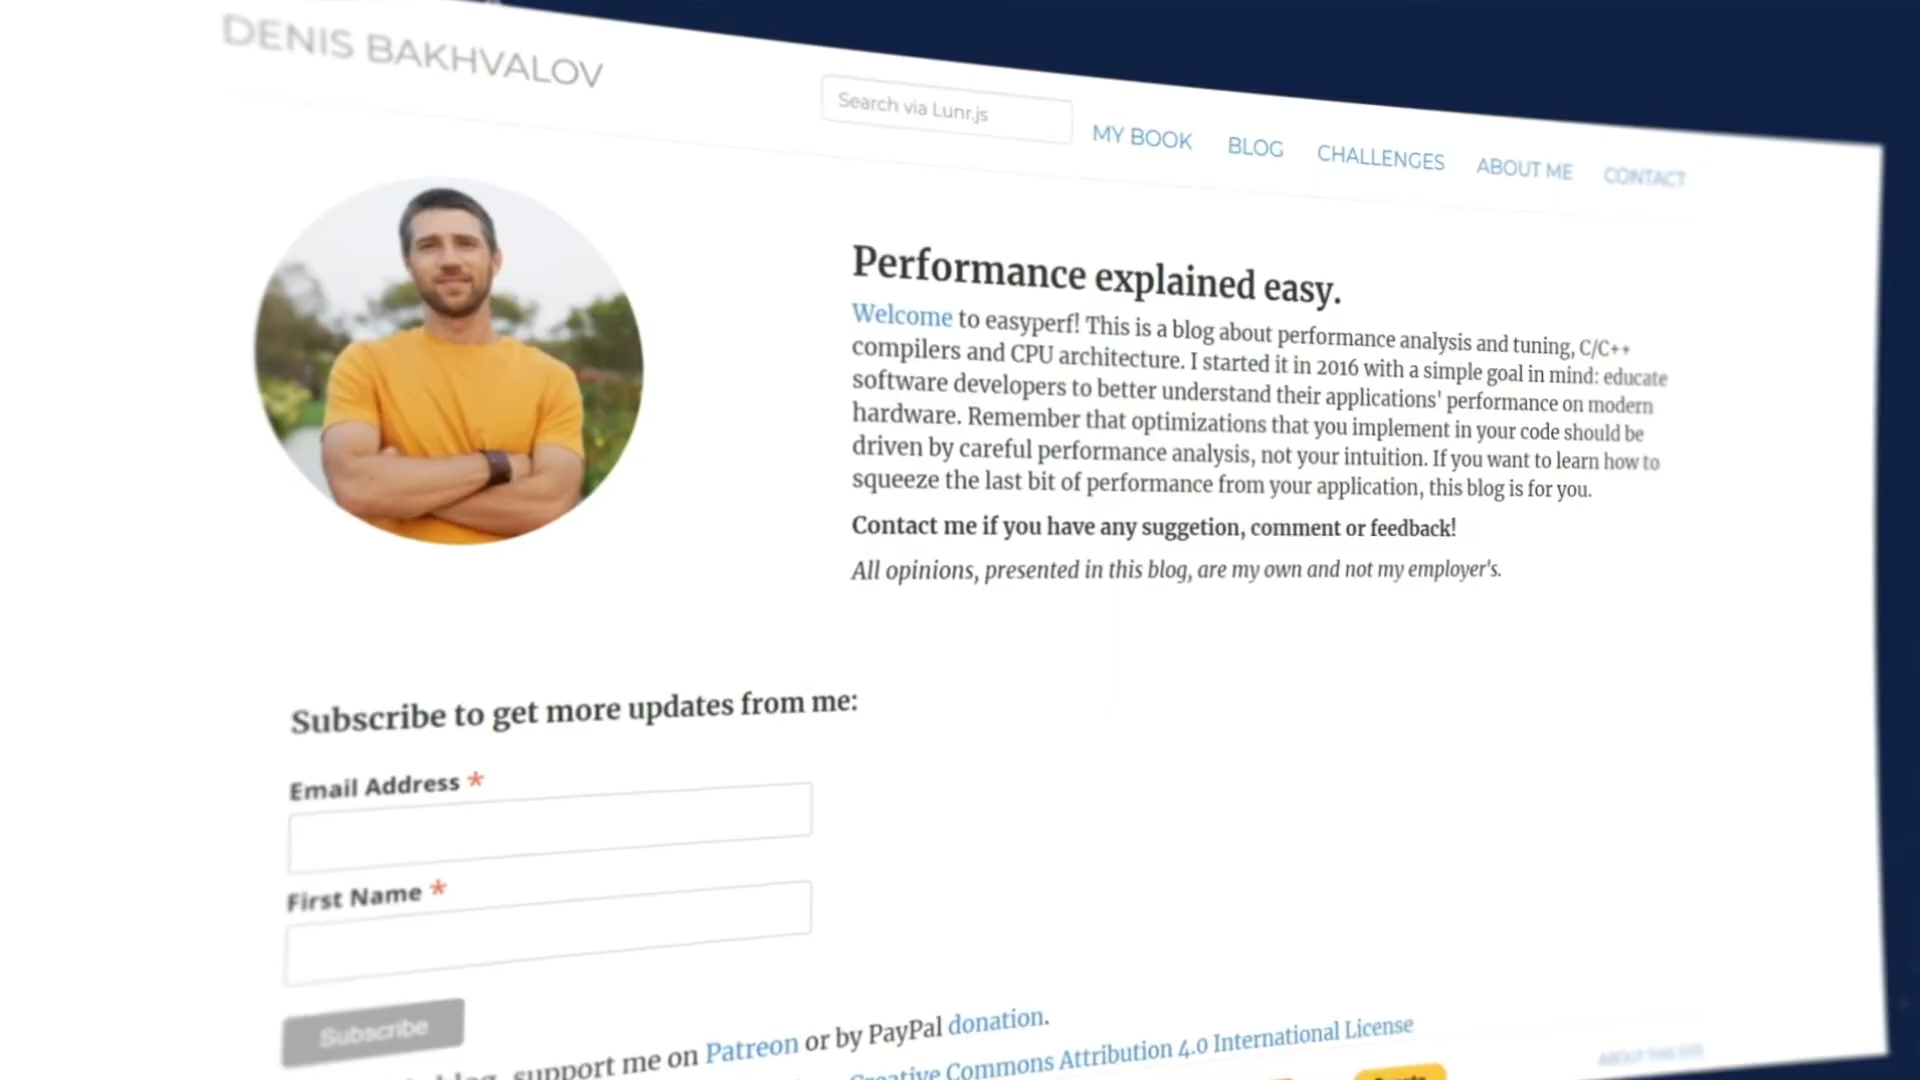 DENIS BAKHVALOV
Search via Lunr.js
MY BOOK BLOG CHALLENGES ABOUT ME CONTACT
Performance explained easy.
Welcome to easyperf! This is a blog about performance analysis and tuning, C/C++
compilers and CPU architecture. I started it in 2016 with a simple goal in mind: educate
software developers to better understand their applications' performance on modern
hardware. Remember that optimizations that you implement in your code should be
driven by careful performance analysis, not your intuition. If you want to learn how to
squeeze the last bit of performance from your application, this blog is for you.
Contact me if you have any suggetion, comment or feedback!
All opinions, presented in this blog, are my own and not my employer's.
Subscribe to get more updates from me:
Email Address *
First Name *
Subscribe
support me on Patreon or by PayPal donation.
Creative Commons Attribution 4.0 International License